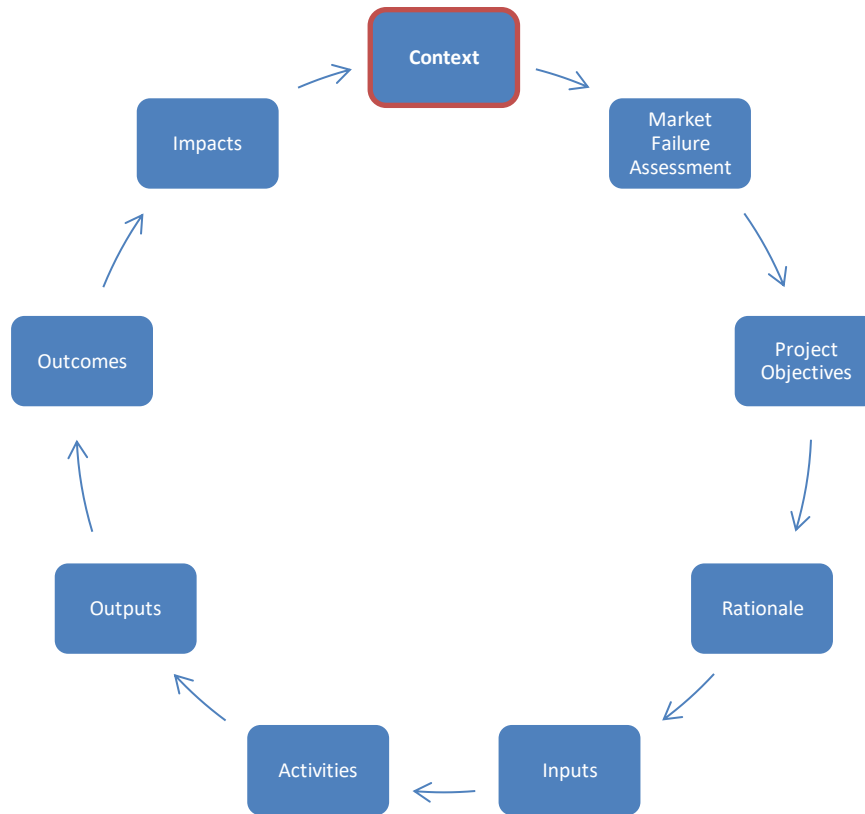 Context
Market
Failure
Assessment
Project
Objectives
Rationale
Inputs
Activities
Outputs
Outcomes
Impacts